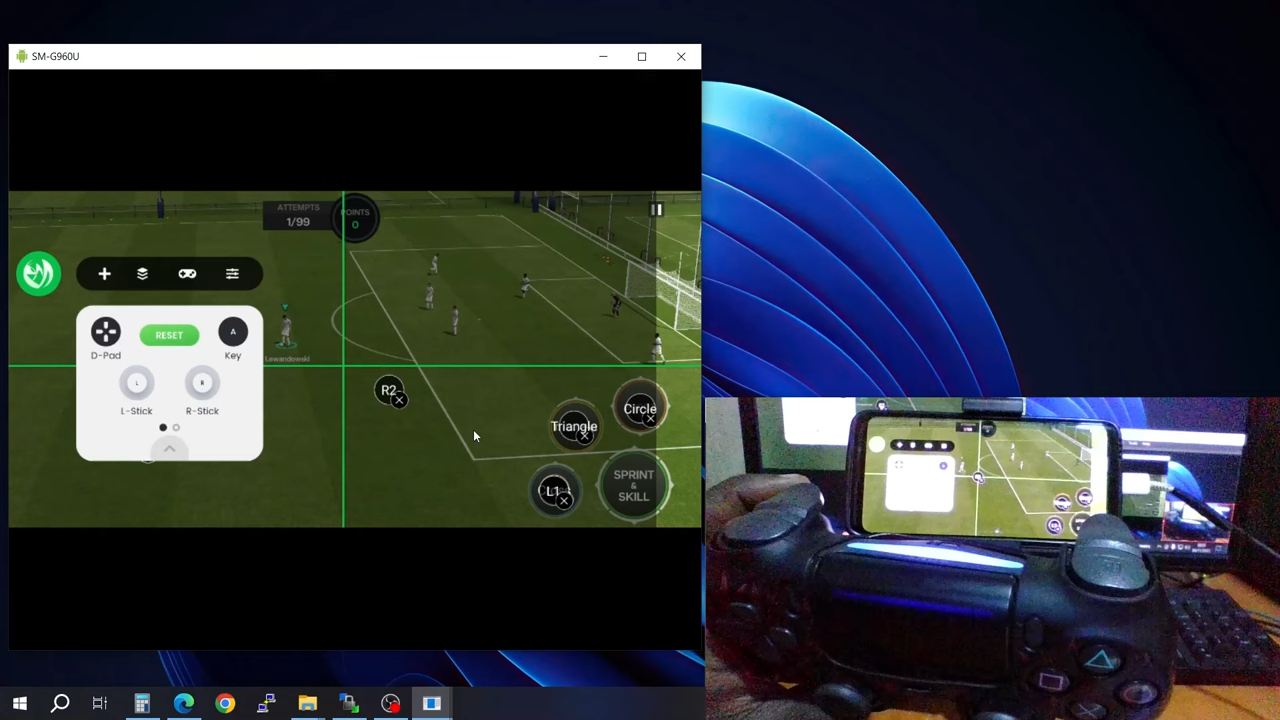 SM-G960U
ATTEMPTS
1/99
POINTS
0
D-Pad
RESET
A
Key
L
R
L-Stick
R-Stick
Lewandowski
R2
Triangle
Circle
L1
SPRINT
&
SKILL